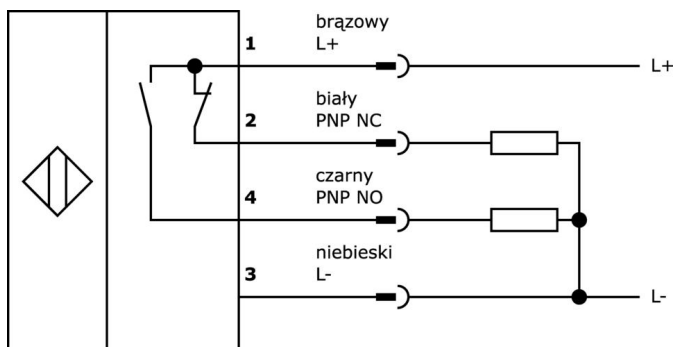 brązowy
1 L+ L+
biały
2 PNP NC
czarny
4 PNP NO
niebieski
3 L- L-